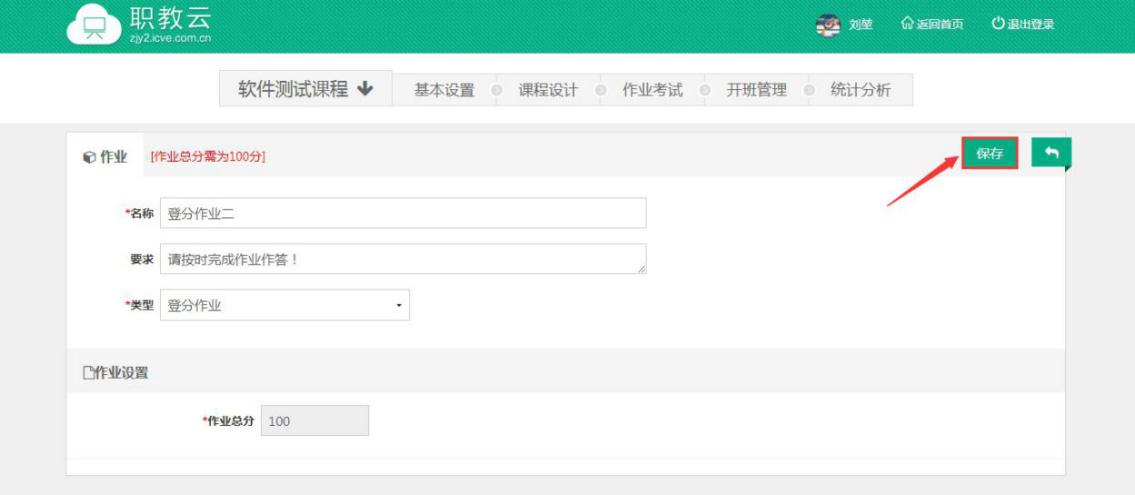 职教云
zjy2.icve.com.cn
刘堃 返回首页 退出登录
软件测试课程 基本设置 课程设计 作业考试 开班管理 统计分析
作业 [作业总分需为100分] 保存
*名称 登分作业二
要求 请按时完成作业作答！
*类型 登分作业
作业设置
*作业总分 100